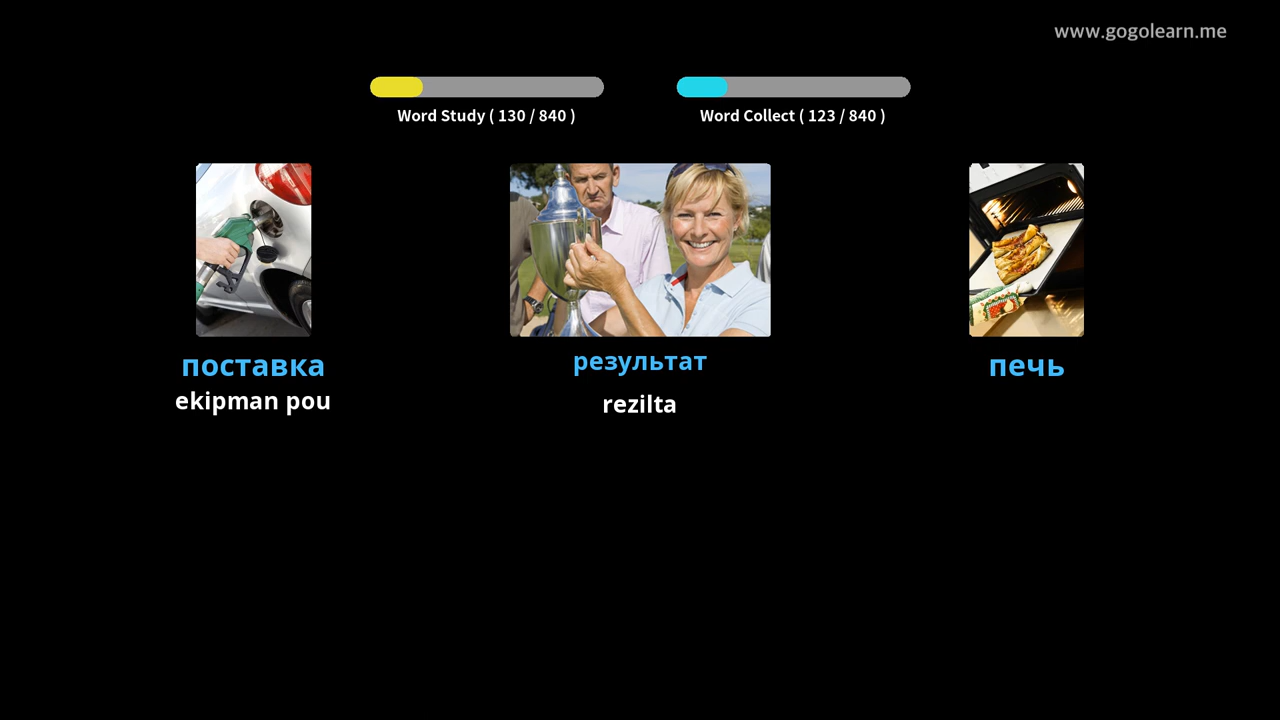 www.gogolearn.me
Word Study ( 130 / 840 )
Word Collect ( 123 / 840 )
поставка
ekipman pou
результат
rezilta
печь